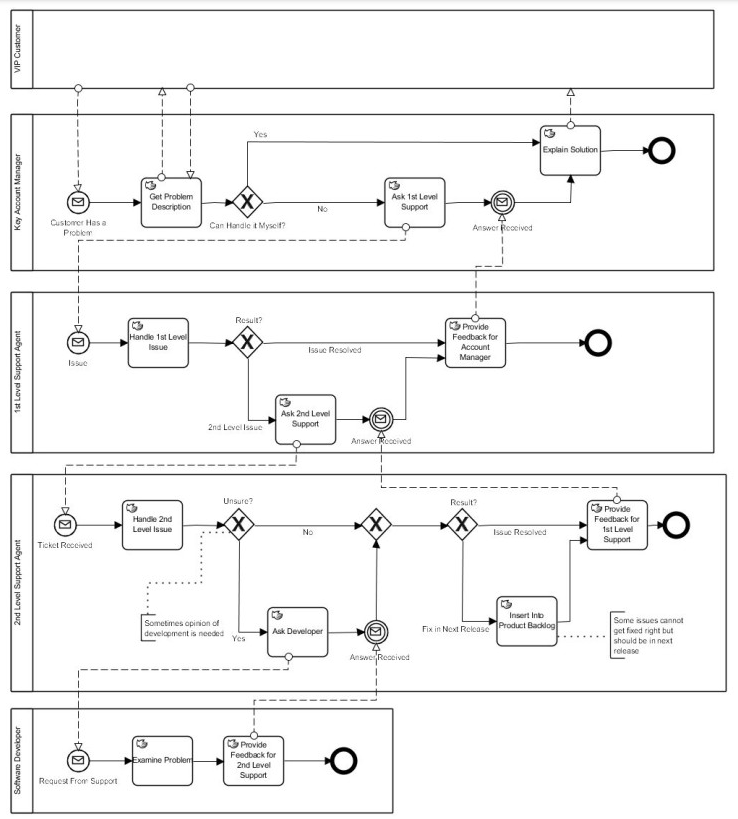 VIP Customer
Key Account Manager
Yes
Explain Solution
Get Problem
Description
Ask 1st Level
Support
No
Customer Has a
Problem
Can Handle it Myself?
Answer Received
1st Level Support Agent
Result?
Provide
Feedback for
Account
Manager
Handle 1st Level
Issue
Issue Resolved
Issue
Ask 2nd Level
Support
2nd Level Issue
Answer Received
2nd Level Support Agent
Unsure?
Result?
Provide
Feedback for
1st Level
Support
Handle 2nd
Level Issue
No
Issue Resolved
Ticket Received
Sometimes opinion of
development is needed
Yes
Ask Developer
Answer Received
Fix in Next Release
Insert Into
Product Backlog
Some issues cannot
get fixed right but
should be in next
release
Software Developer
Request From Support
Examine Problem
Provide
Feedback for
2nd Level
Support